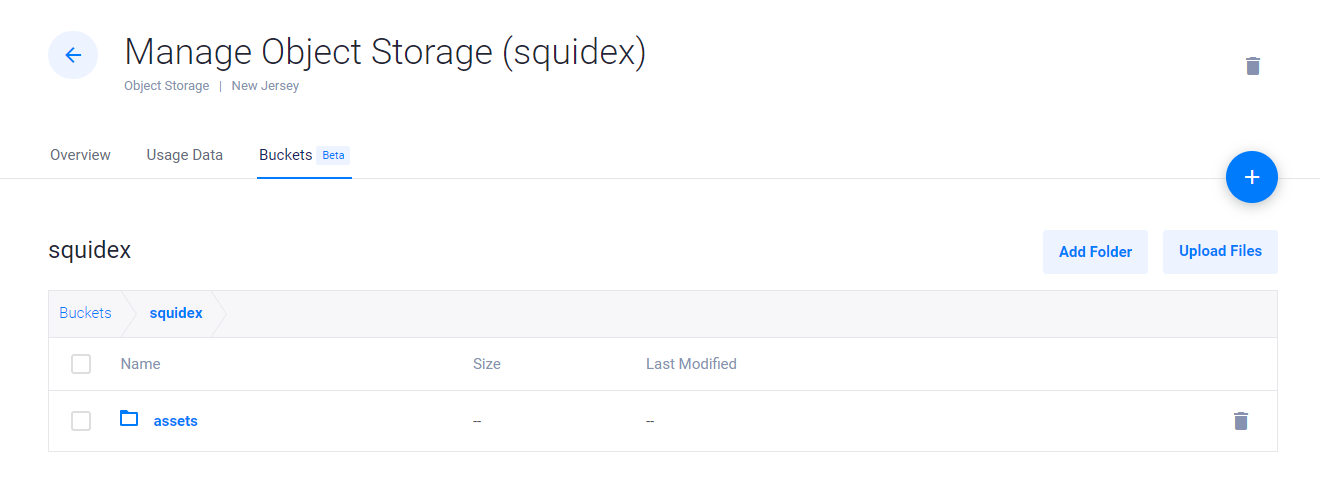 Manage Object Storage (squidex)
Object Storage | New Jersey
Overview Usage Data Buckets Beta
squidex
Add Folder Upload Files
Buckets squidex
Name Size Last Modified
assets -- --